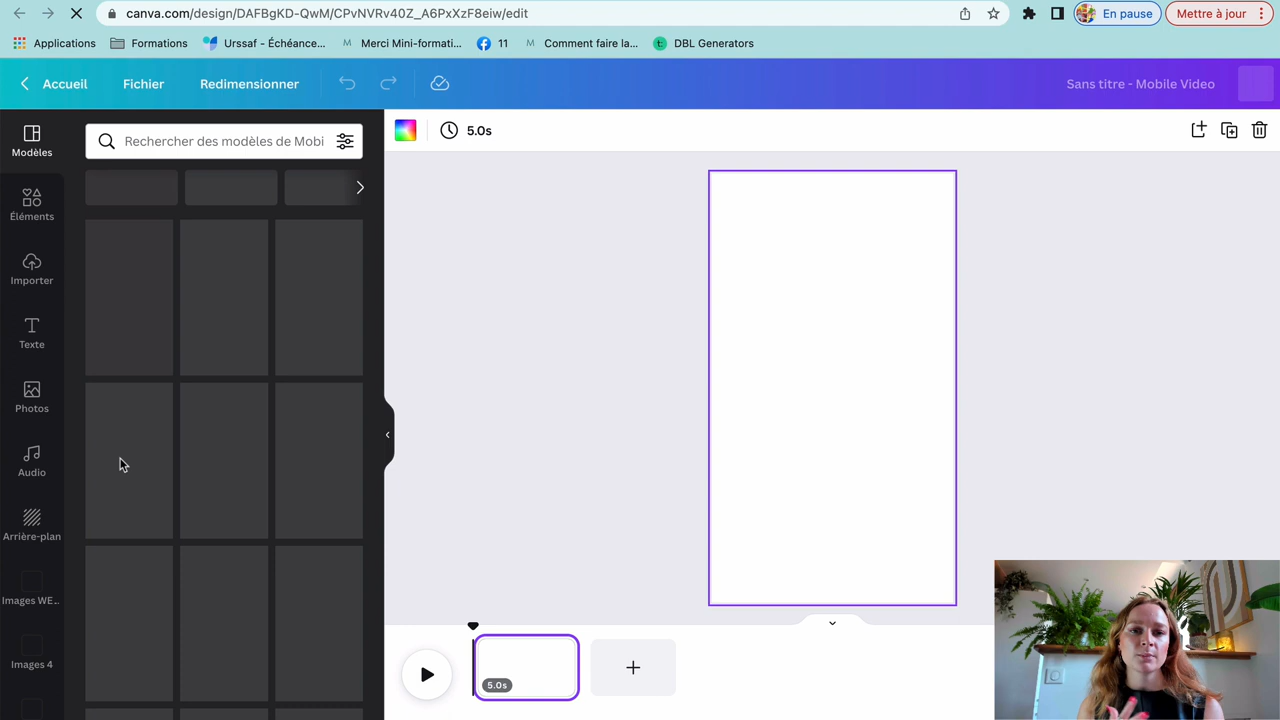 canva.com/design/DAFBgKD-QwM/CPvNVRv40Z_A6PxXzF8eiw/edit
En pause
Mettre à jour
Applications
Formations
Urssaf - Échéance...
Merci Mini-formati...
11
Comment faire la...
DBL Generators
Accueil
Fichier
Redimensionner
Sans titre - Mobile Video
Modèles
Rechercher des modèles de Mobi
5.0s
Éléments
Importer
Texte
Photos
Audio
Arrière-plan
Images WE...
Images 4
5.0s